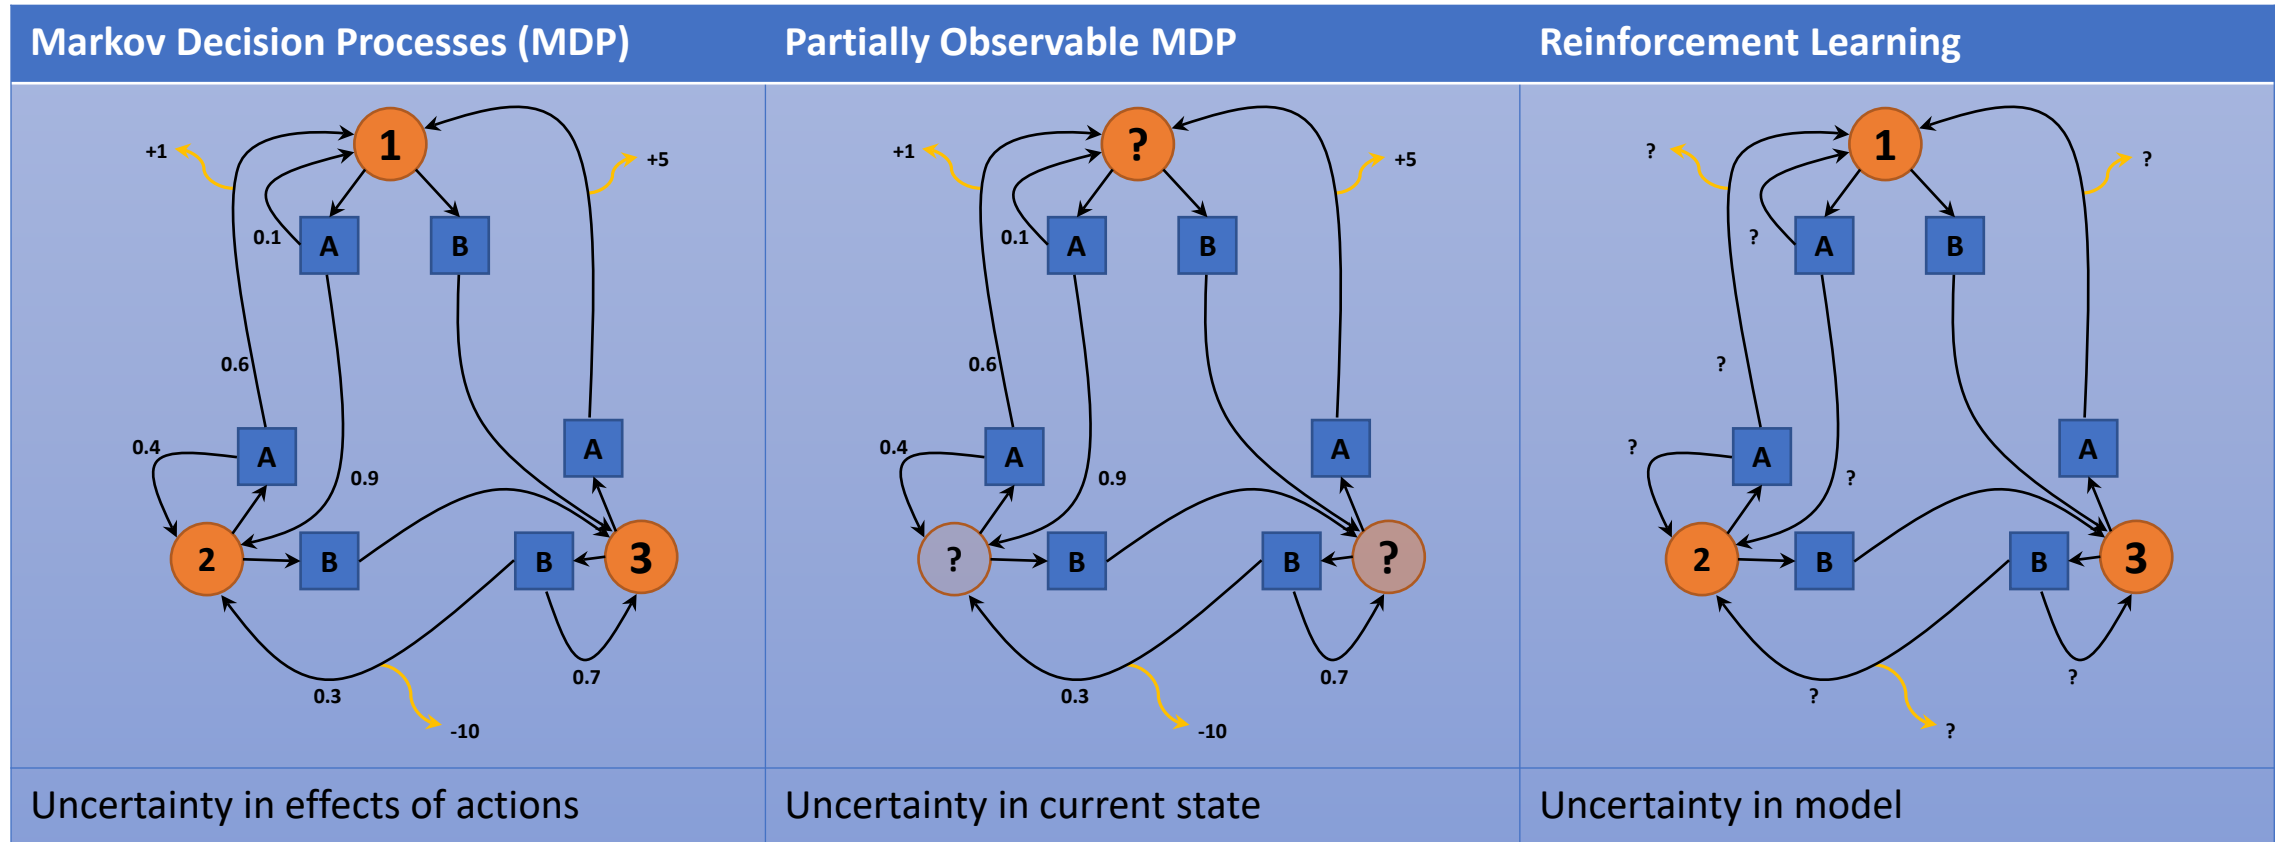 Markov Decision Processes (MDP)
Partially Observable MDP
Reinforcement Learning
1
+1
+5
0.1
A
B
0.6
0.4
A
A
0.9
2
B
B
3
0.3
0.7
-10
?
+1
+5
0.1
A
B
0.6
0.4
A
A
0.9
?
B
B
?
0.3
0.7
-10
1
?
?
?
A
B
?
?
A
A
?
2
B
B
3
?
?
?
Uncertainty in effects of actions
Uncertainty in current state
Uncertainty in model